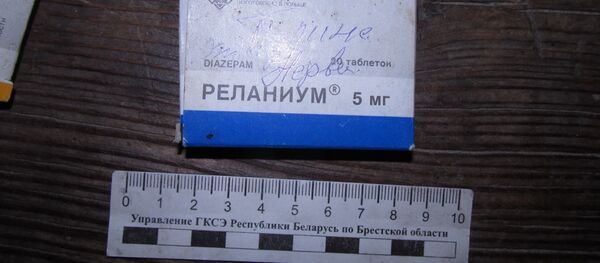 DIAZEPAM 20 таблеток
РЕЛАНИУМ® 5 мг
0 1 2 3 4 5 6 7 8 9 10
Управление ГКСЭ Республики Беларусь по Брестской области